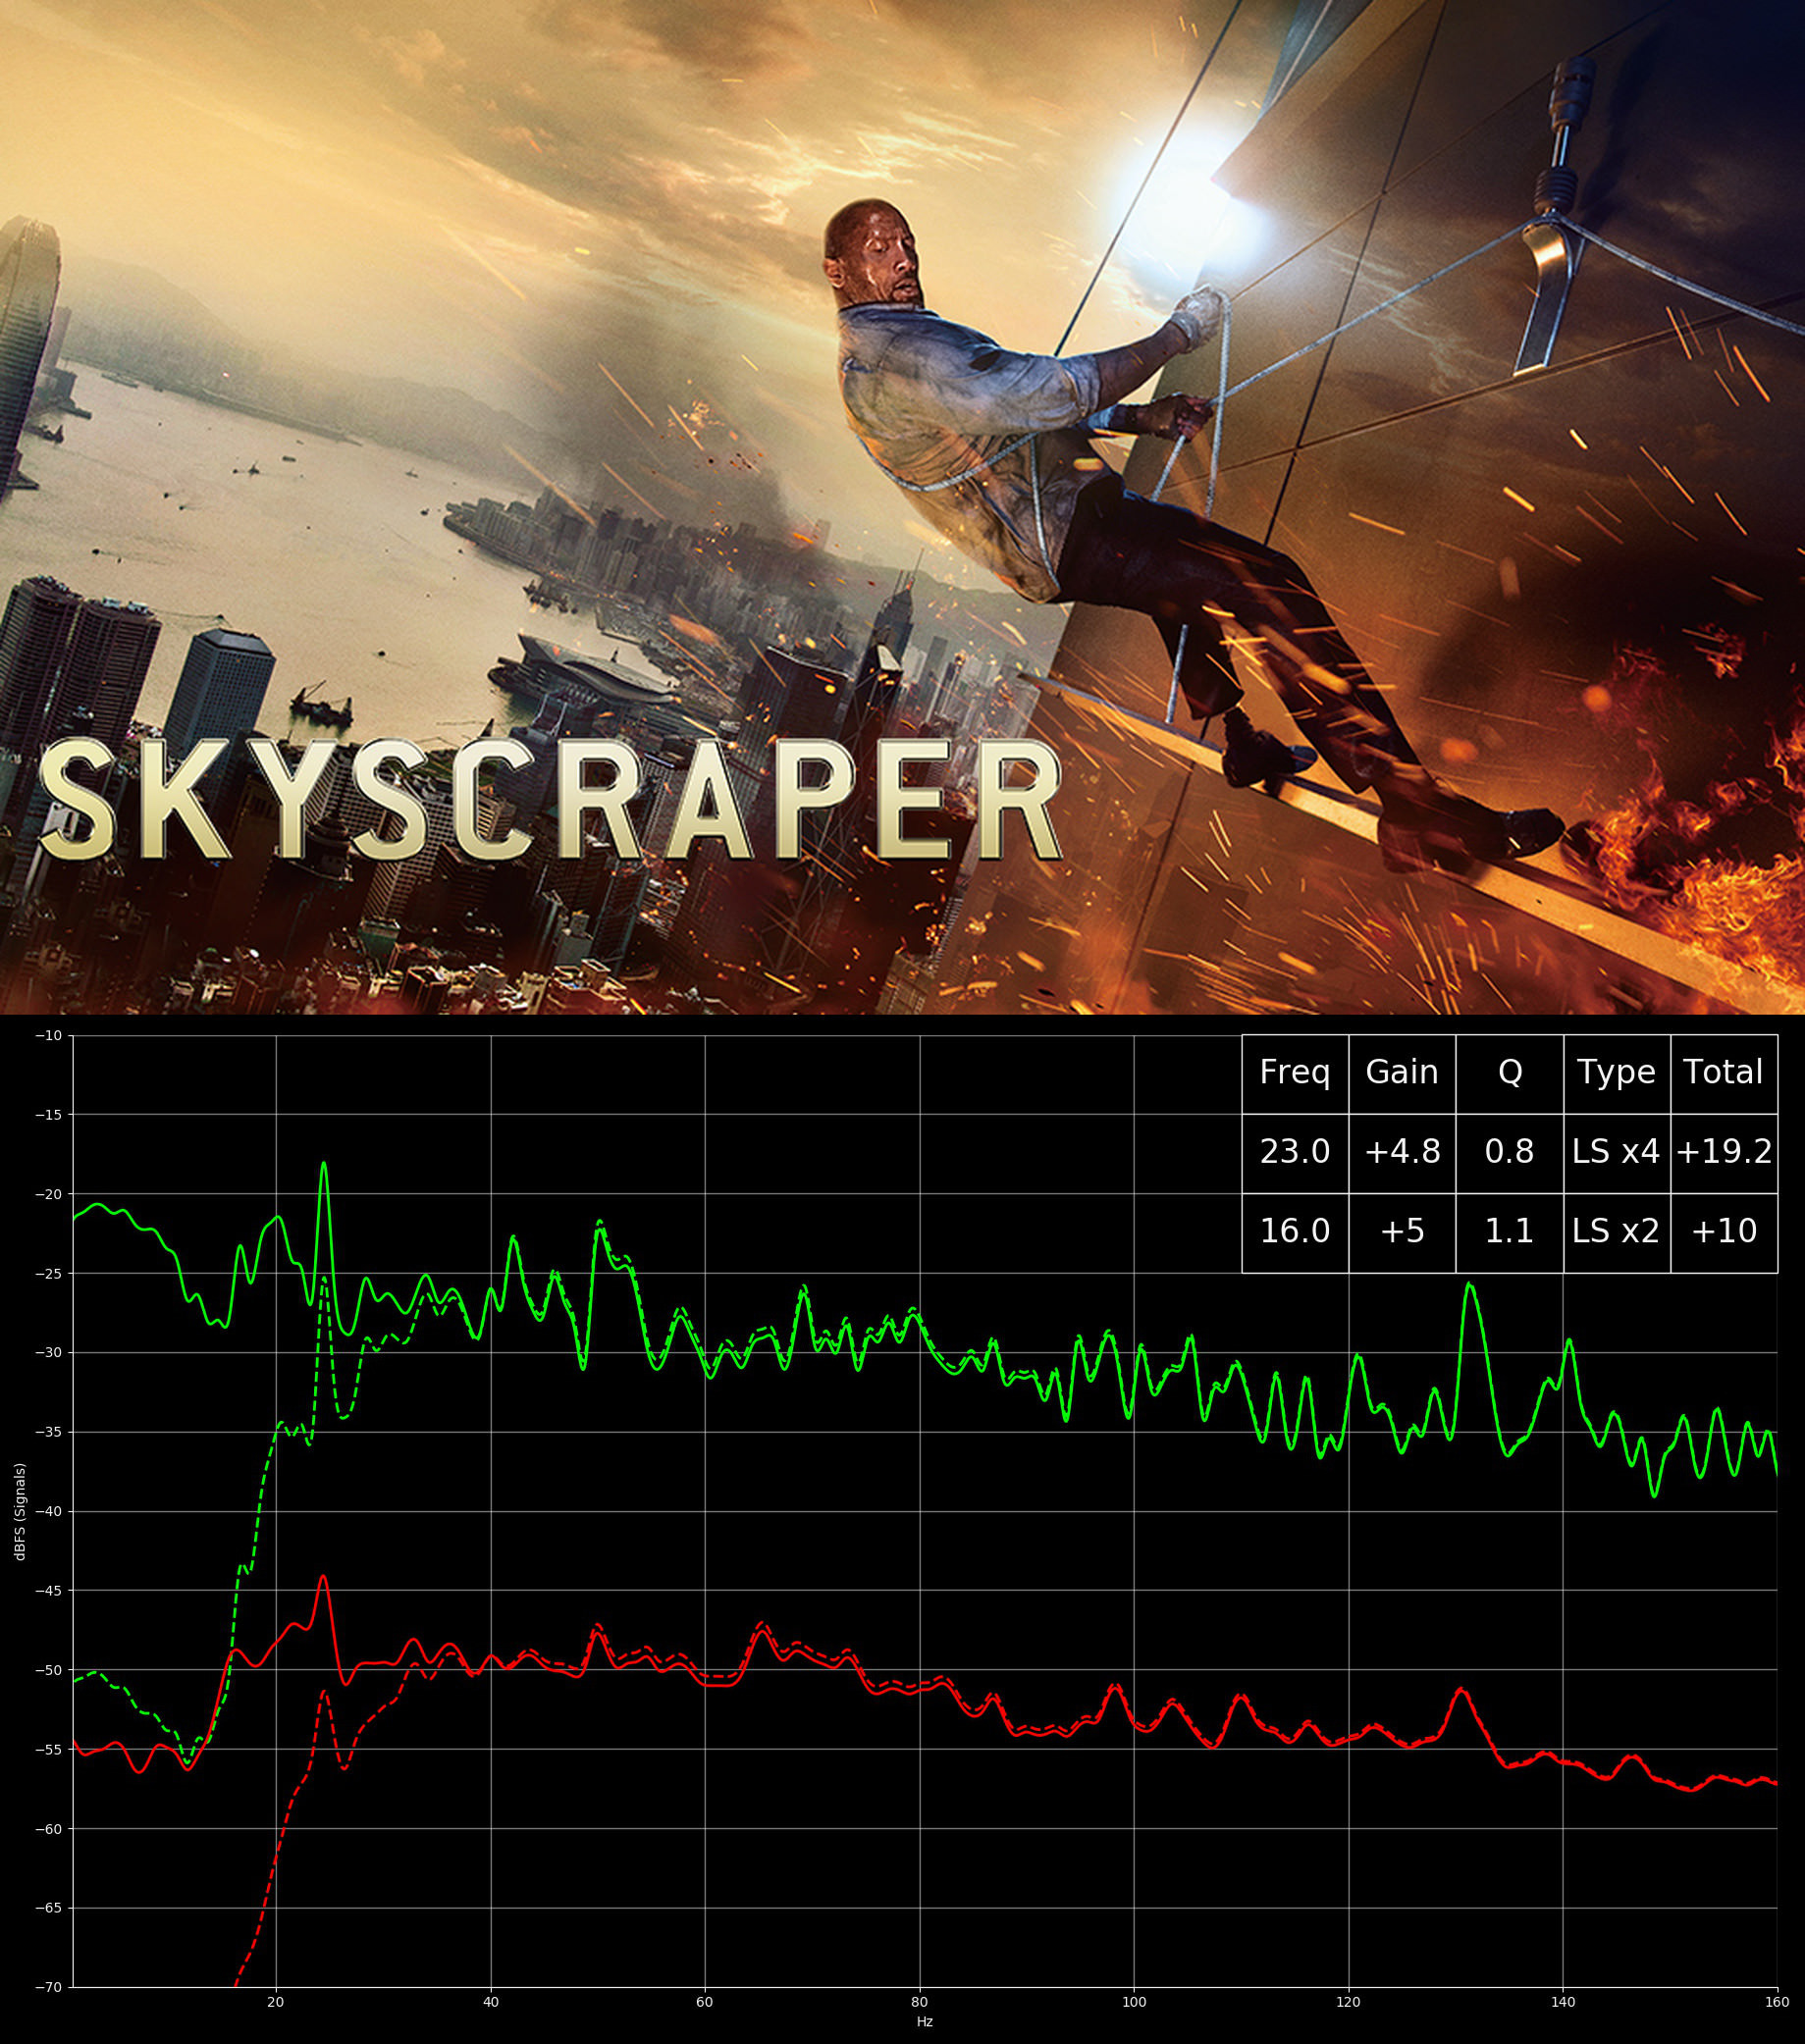 SKYSCRAPER
Freq Gain Q Type Total
23.0 +4.8 0.8 LS x4 +19.2
16.0 +5 1.1 LS x2 +10
−10
−15
−20
−25
−30
−35
−40
−45
−50
−55
−60
−65
−70
dBFS (Signals)
20 40 60 80 100 120 140 160
Hz